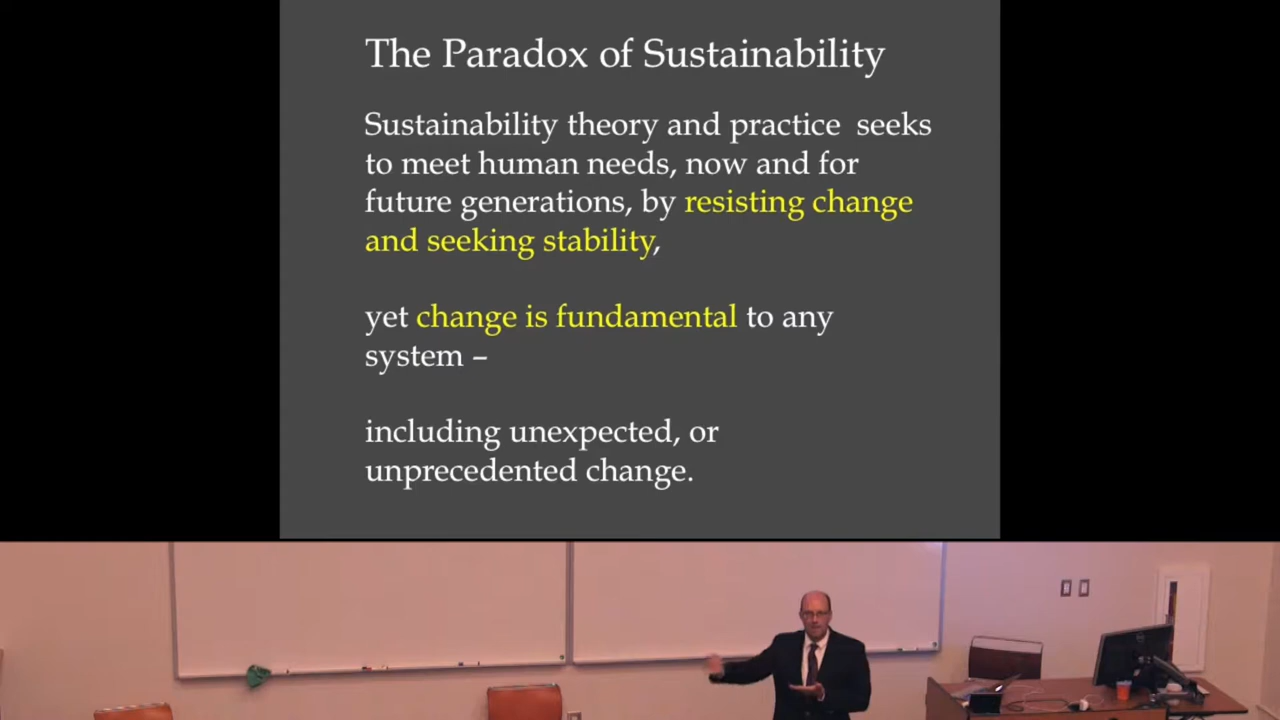 The Paradox of Sustainability
Sustainability theory and practice seeks
to meet human needs, now and for
future generations, by resisting change
and seeking stability,
yet change is fundamental to any
system –
including unexpected, or
unprecedented change.